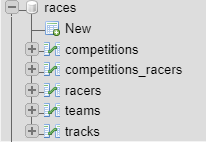 races
New
competitions
competitions_racers
racers
teams
tracks